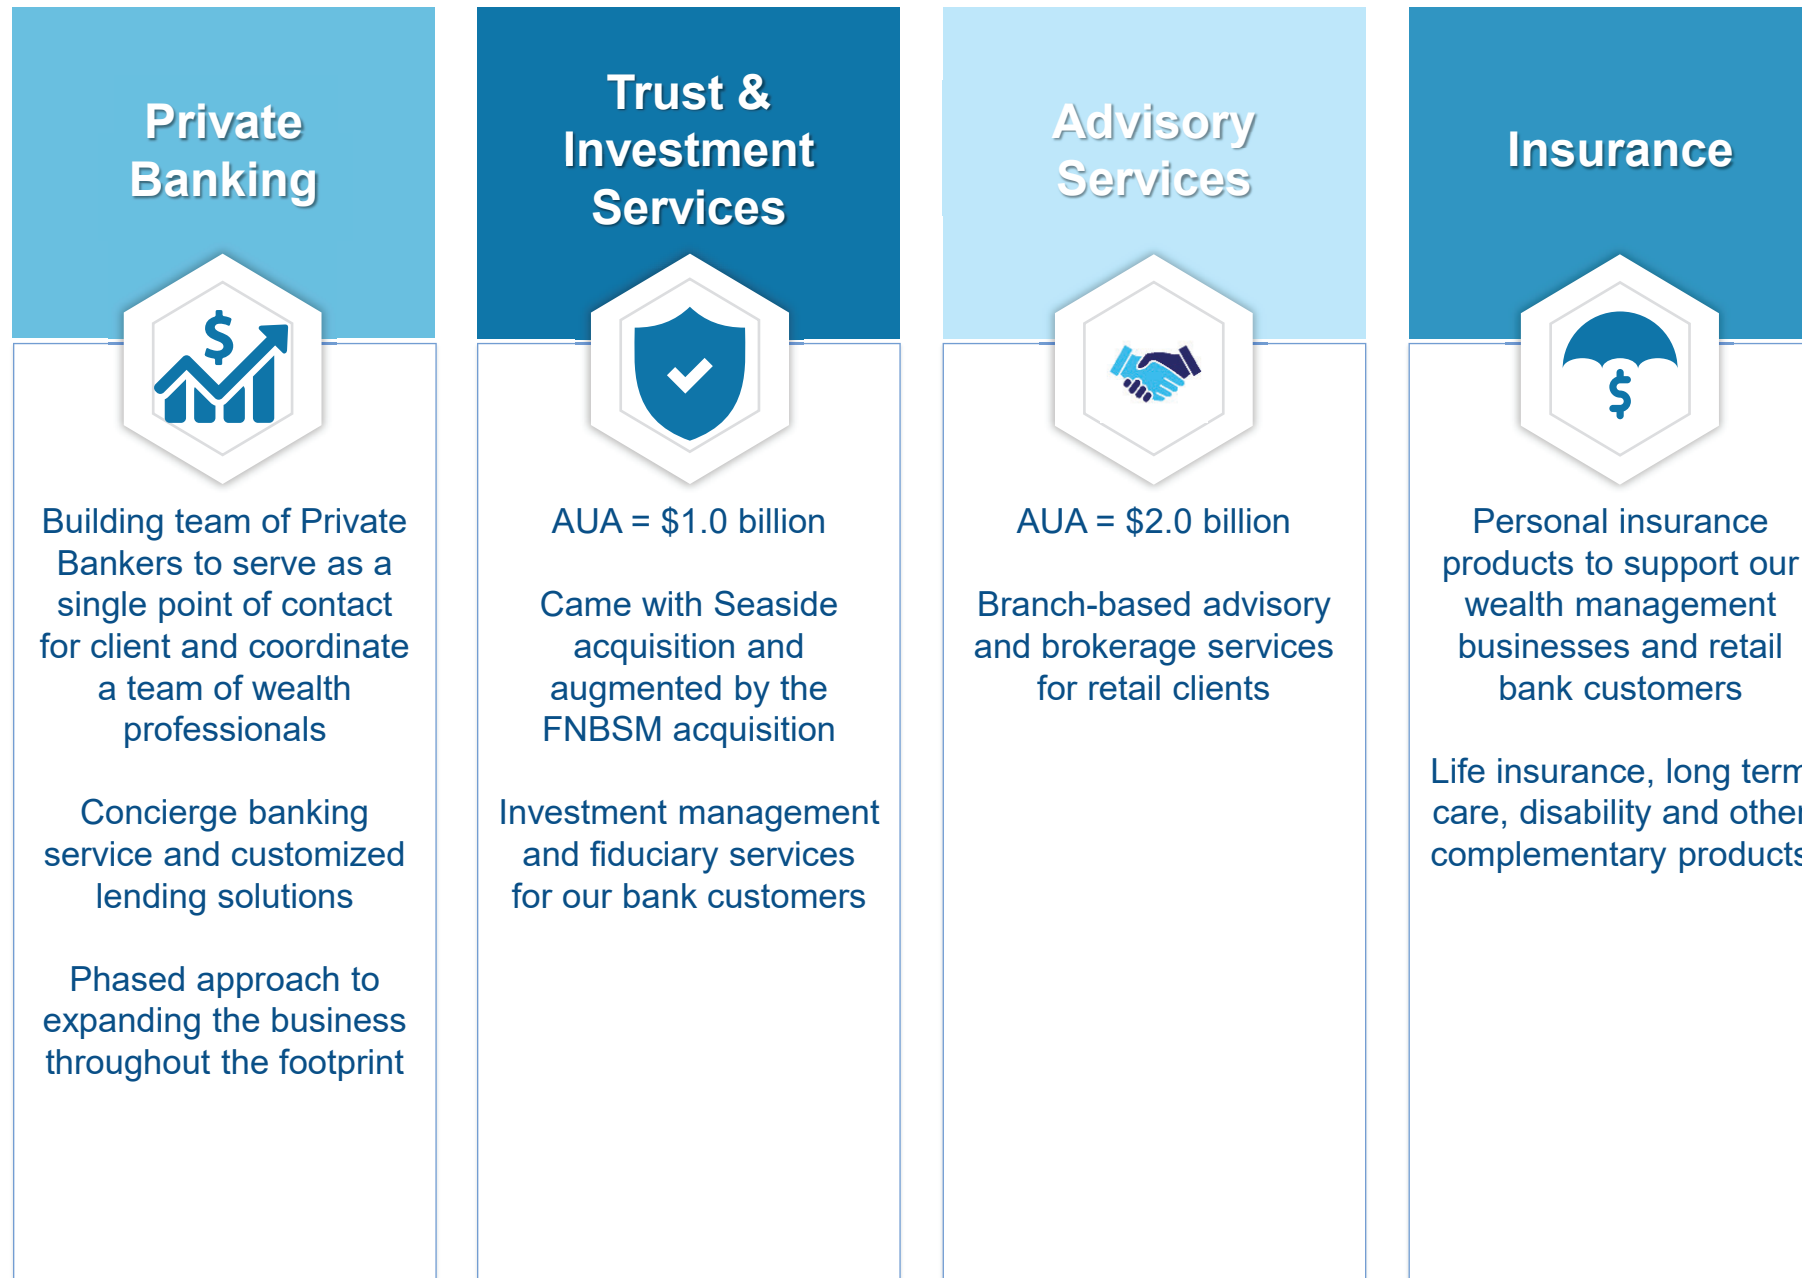 Private
Banking
Building team of Private
Bankers to serve as a
single point of contact
for client and coordinate
a team of wealth
professionals
Concierge banking
service and customized
lending solutions
Phased approach to
expanding the business
throughout the footprint
Trust &
Investment
Services
AUA = $1.0 billion
Came with Seaside
acquisition and
augmented by the
FNBSM acquisition
Investment management
and fiduciary services
for our bank customers
Advisory
Services
AUA = $2.0 billion
Branch-based advisory
and brokerage services
for retail clients
Insurance
Personal insurance
products to support our
wealth management
businesses and retail
bank customers
Life insurance, long term
care, disability and other
complementary products